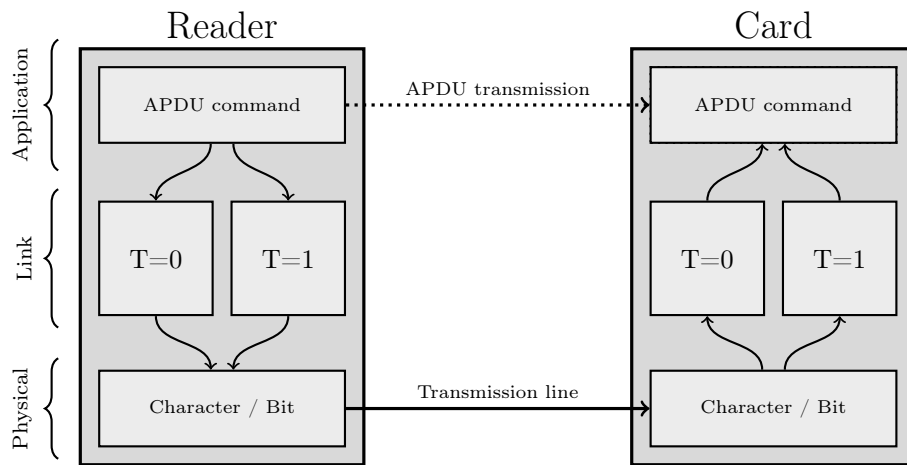 Reader
Card
Application
APDU command
APDU transmission
APDU command
Link
T=0
T=1
T=0
T=1
Physical
Character / Bit
Transmission line
Character / Bit